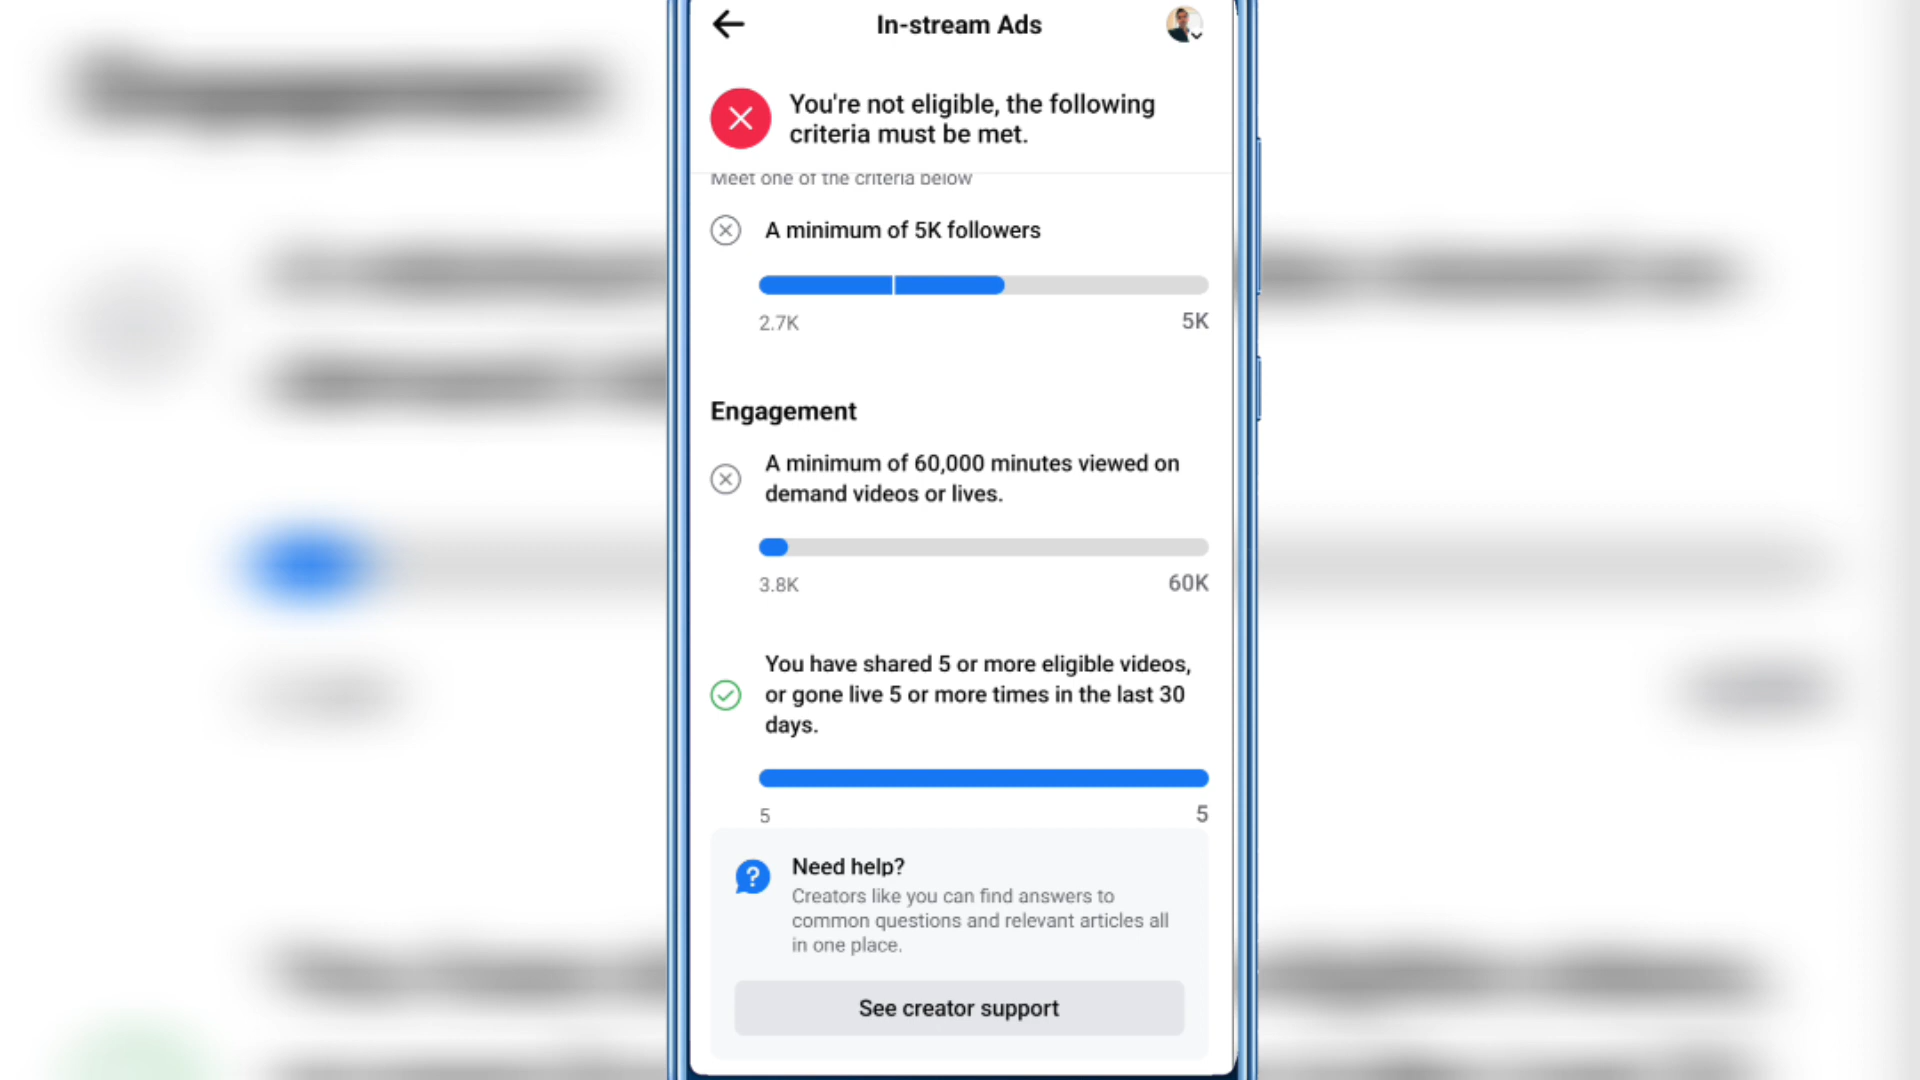 In-stream Ads
You're not eligible, the following
criteria must be met.
Meet one of the criteria below
A minimum of 5K followers
2.7K 5K
Engagement
A minimum of 60,000 minutes viewed on
demand videos or lives.
3.8K 60K
You have shared 5 or more eligible videos,
or gone live 5 or more times in the last 30
days.
5 5
Need help?
Creators like you can find answers to
common questions and relevant articles all
in one place.
See creator support